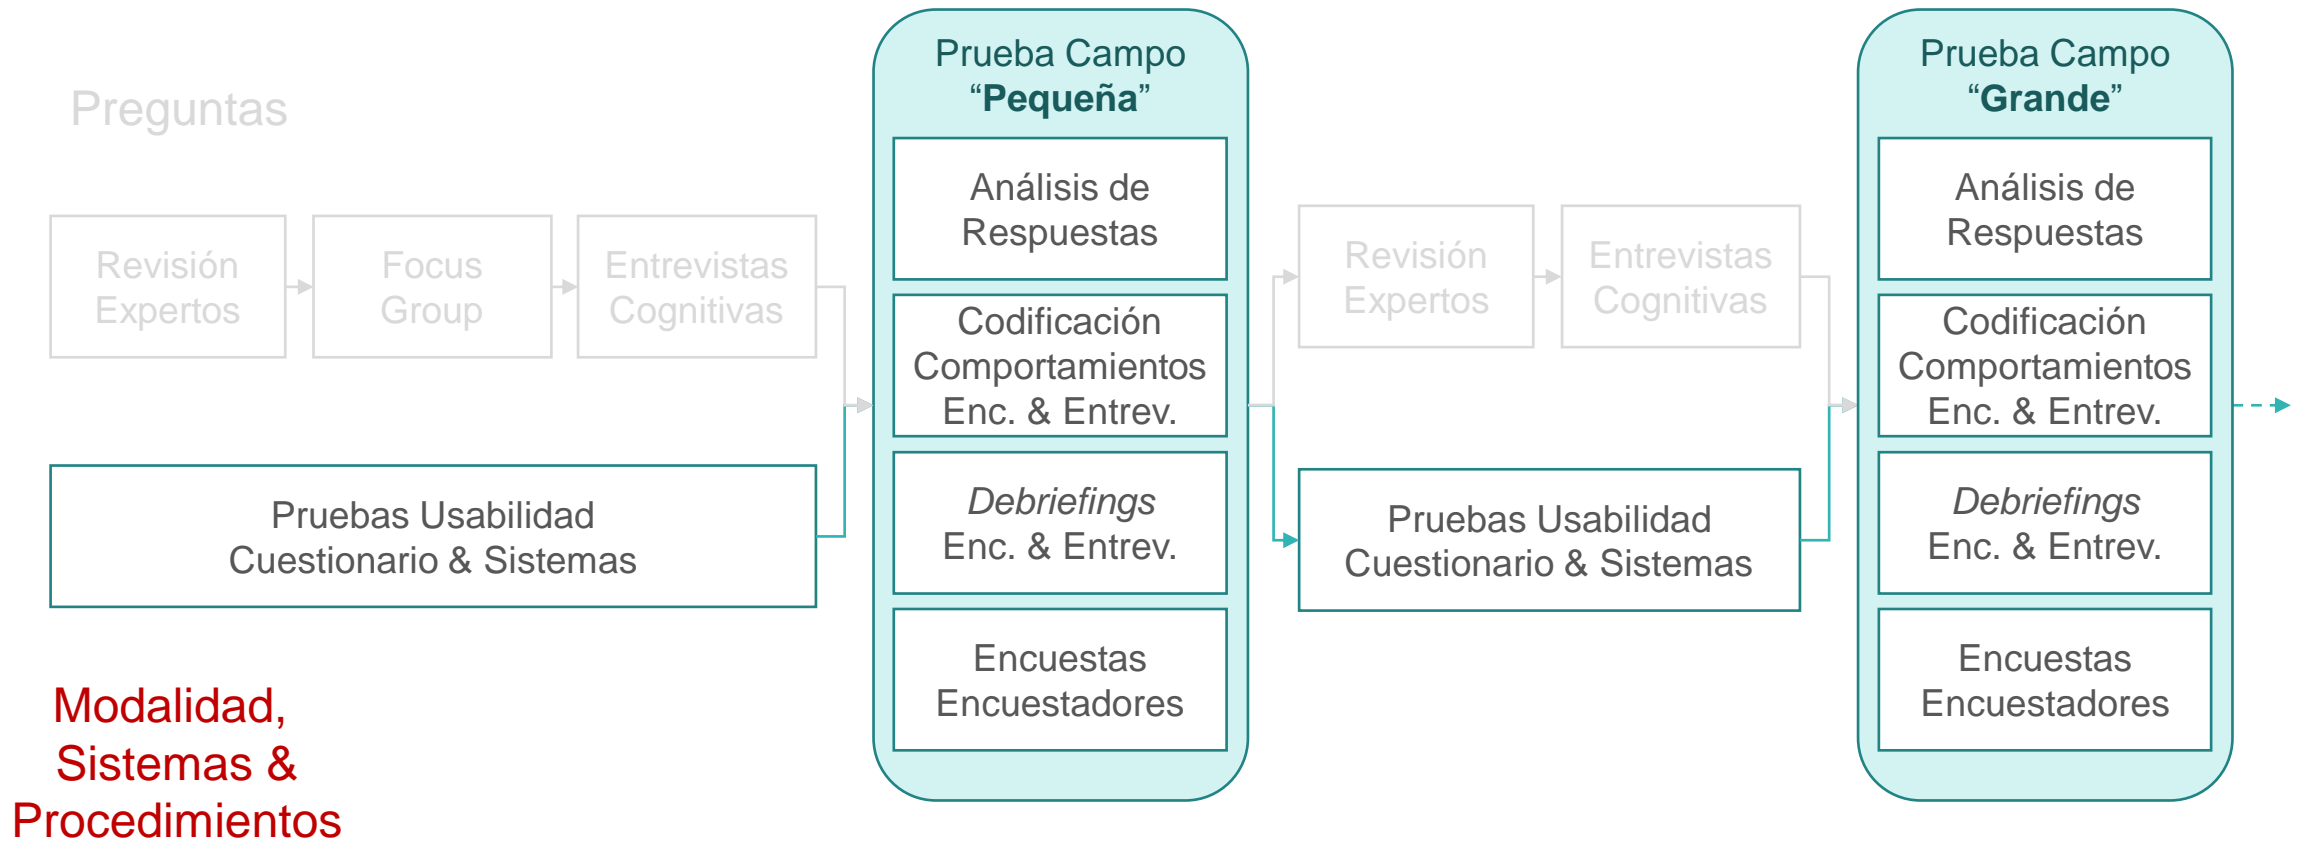 Preguntas
Revisión
Expertos
Focus
Group
Entrevistas
Cognitivas
Pruebas Usabilidad
Cuestionario & Sistemas
Modalidad,
Sistemas &
Procedimientos
Prueba Campo
“Pequeña”
Análisis de
Respuestas
Codificación
Comportamientos
Enc. & Entrev.
Debriefings
Enc. & Entrev.
Encuestas
Encuestadores
Revisión
Expertos
Entrevistas
Cognitivas
Pruebas Usabilidad
Cuestionario & Sistemas
Prueba Campo
“Grande”
Análisis de
Respuestas
Codificación
Comportamientos
Enc. & Entrev.
Debriefings
Enc. & Entrev.
Encuestas
Encuestadores